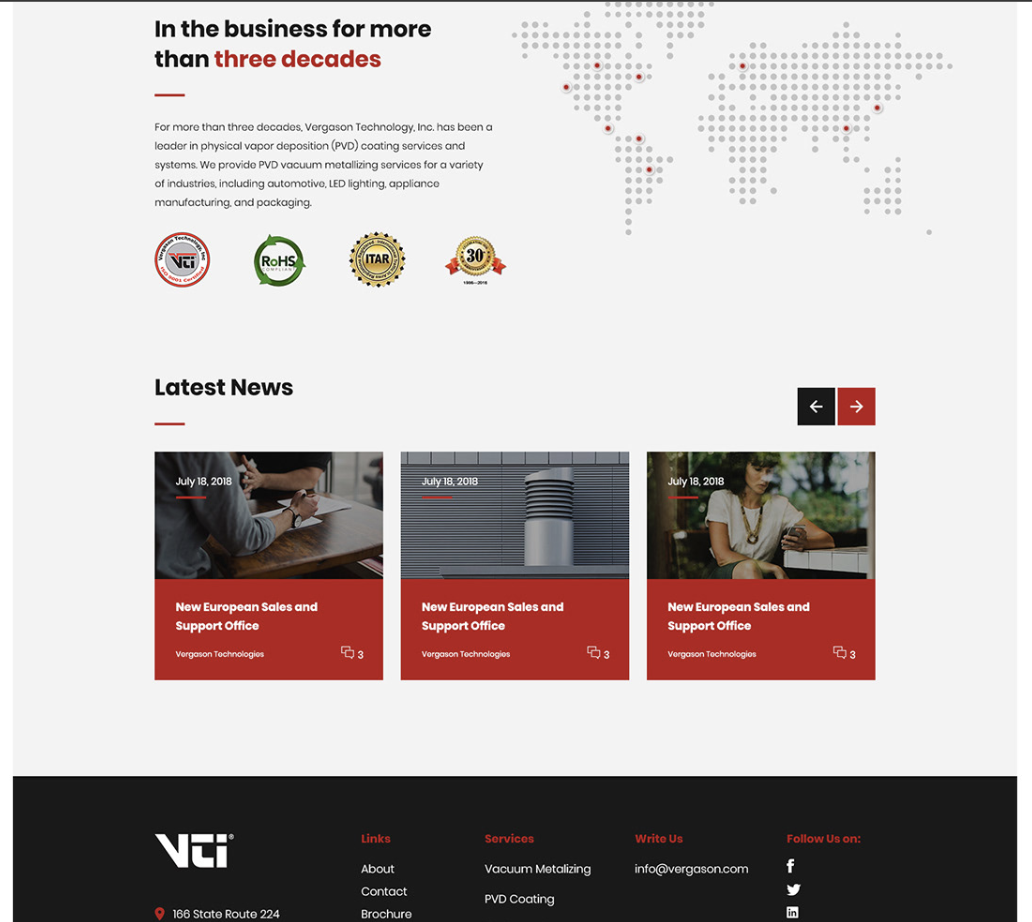 In the business for more
than three decades
For more than three decades, Vergason Technology, Inc. has been a
leader in physical vapor deposition (PVD) coating services and
systems. We provide PVD vacuum metallizing services for a variety
of industries, including automotive, LED lighting, appliance
manufacturing, and packaging.
Vergason Technology, Inc
VTi
ISO 9001 Certified
RoHS
COMPLIANT
ITAR
30
1986-2016
Latest News
July 18, 2018
July 18, 2018
July 18, 2018
New European Sales and
Support Office
Vergason Technologies
3
New European Sales and
Support Office
Vergason Technologies
3
New European Sales and
Support Office
Vergason Technologies
3
VTi®
166 State Route 224
Links
About
Contact
Brochure
Services
Vacuum Metalizing
PVD Coating
Write Us
info@vergason.com
Follow Us on: